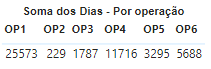 Soma dos Dias - Por operação
OP1 OP2 OP3 OP4 OP5 OP6
25573 229 1787 11716 3295 5688